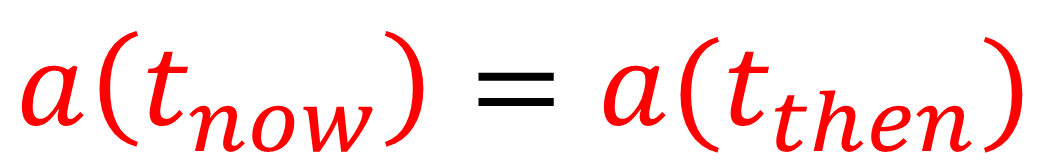 a(t_now) = a(t_then)